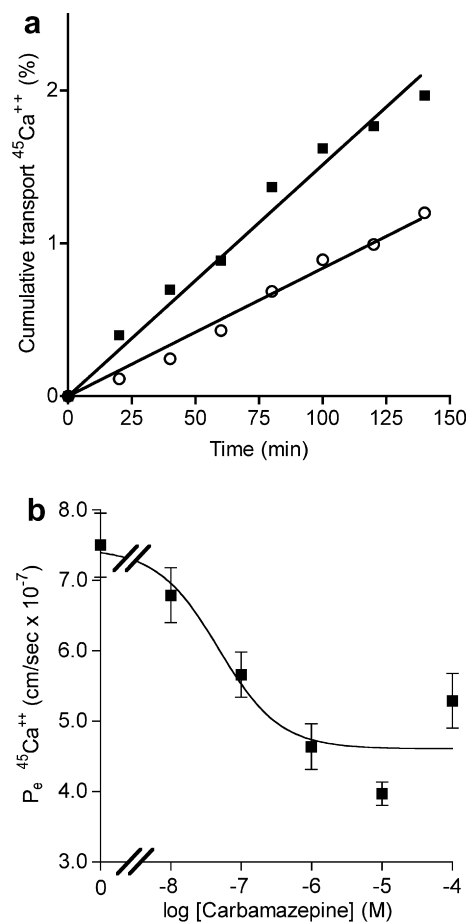 a
Cumulative transport ⁴⁵Ca⁺⁺ (%)
2
1
0
0 25 50 75 100 125 150
Time (min)
b
Pₑ ⁴⁵Ca⁺⁺ (cm/sec x 10⁻⁷)
8.0
7.0
6.0
5.0
4.0
3.0
0 -8 -7 -6 -5 -4
log [Carbamazepine] (M)